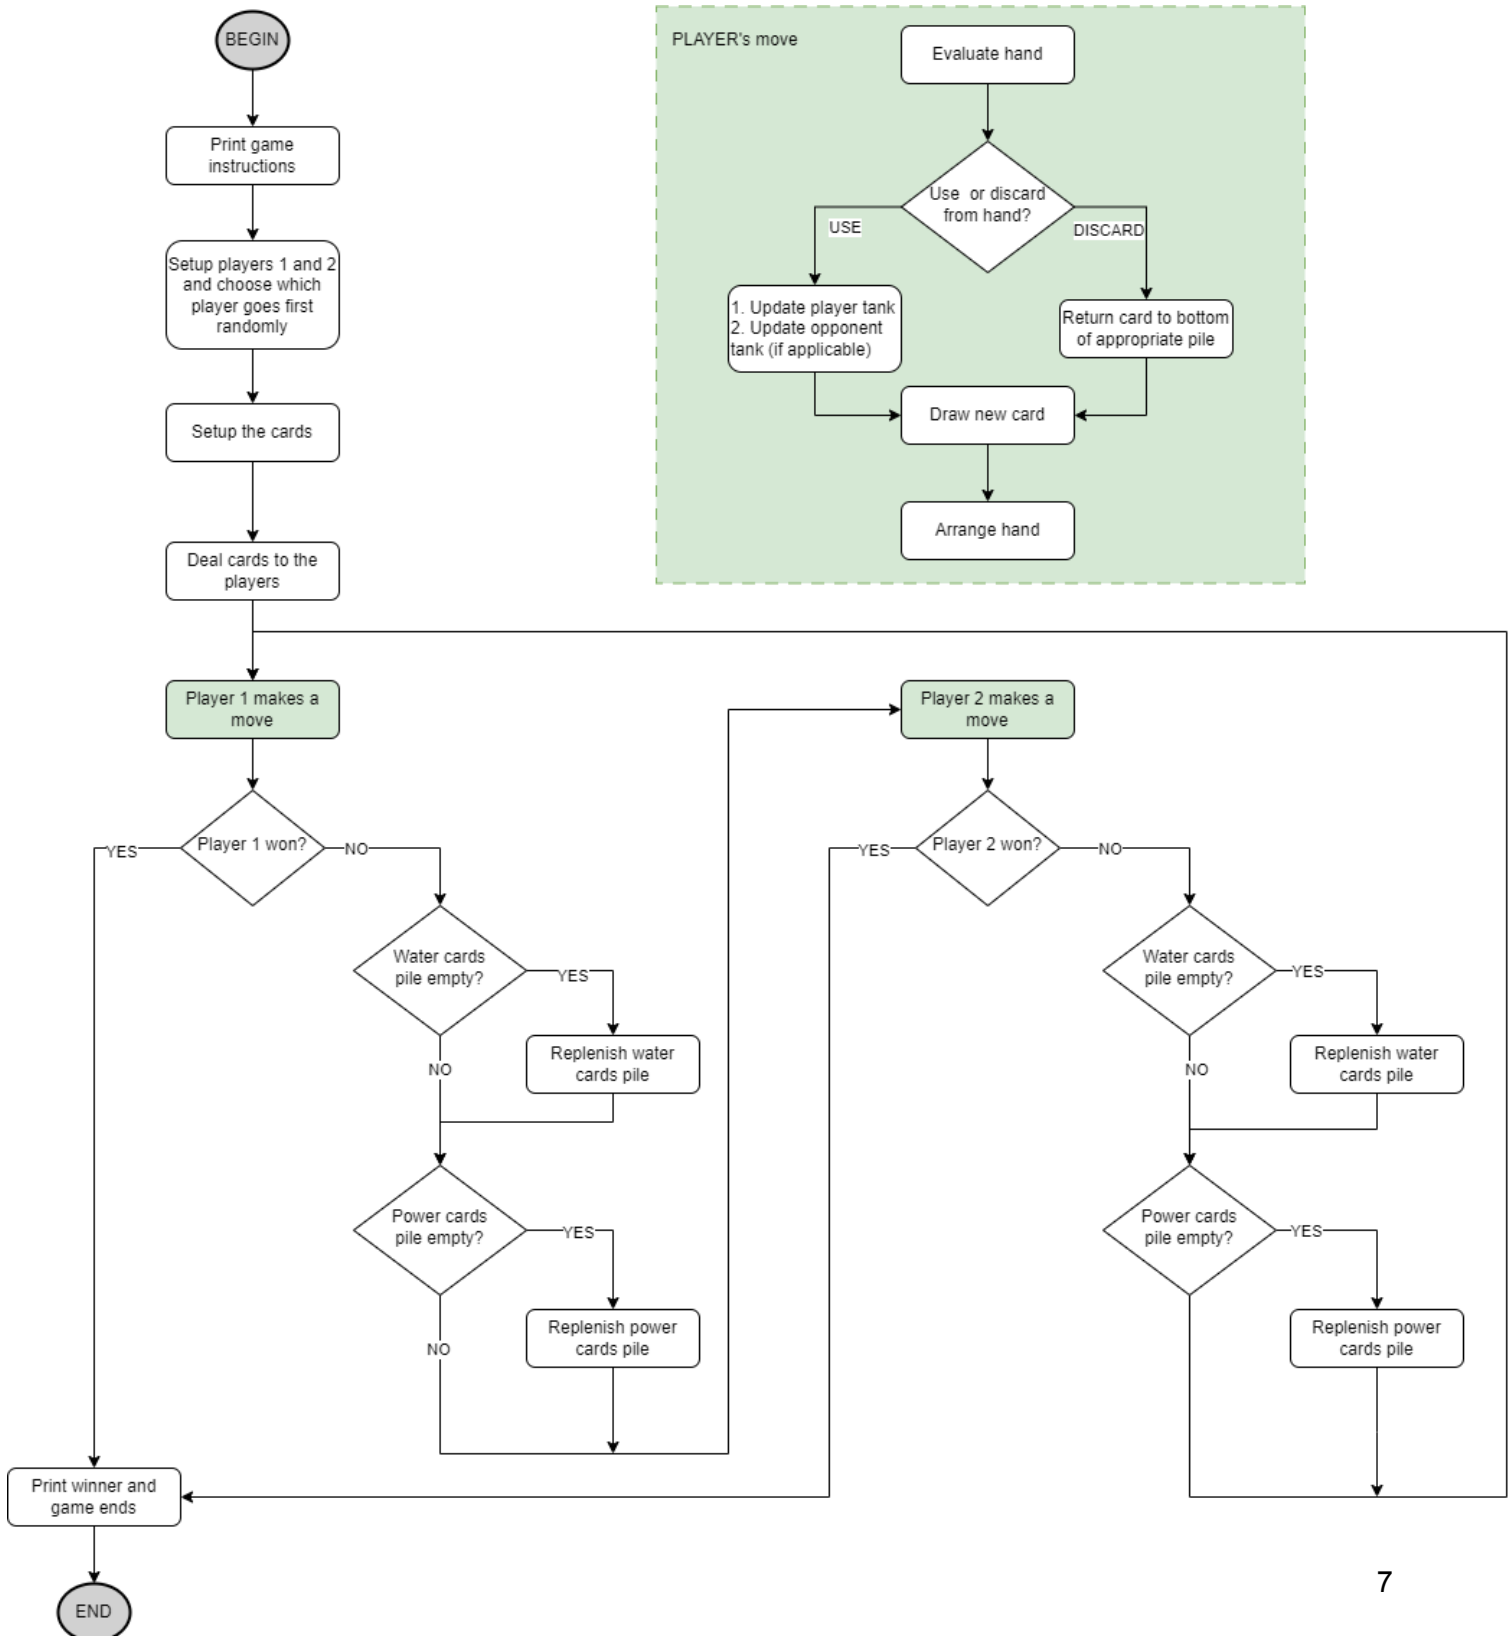 BEGIN
Print game
instructions
Setup players 1 and 2
and choose which
player goes first
randomly
Setup the cards
Deal cards to the
players
PLAYER's move
Evaluate hand
Use or discard
from hand?
USE
DISCARD
1. Update player tank
2. Update opponent
tank (if applicable)
Return card to bottom
of appropriate pile
Draw new card
Arrange hand
Player 1 makes a
move
Player 1 won?
YES
NO
Water cards
pile empty?
YES
NO
Replenish water
cards pile
Power cards
pile empty?
YES
NO
Replenish power
cards pile
Player 2 makes a
move
Player 2 won?
YES
NO
Water cards
pile empty?
YES
NO
Replenish water
cards pile
Power cards
pile empty?
YES
Replenish power
cards pile
Print winner and
game ends
END
7